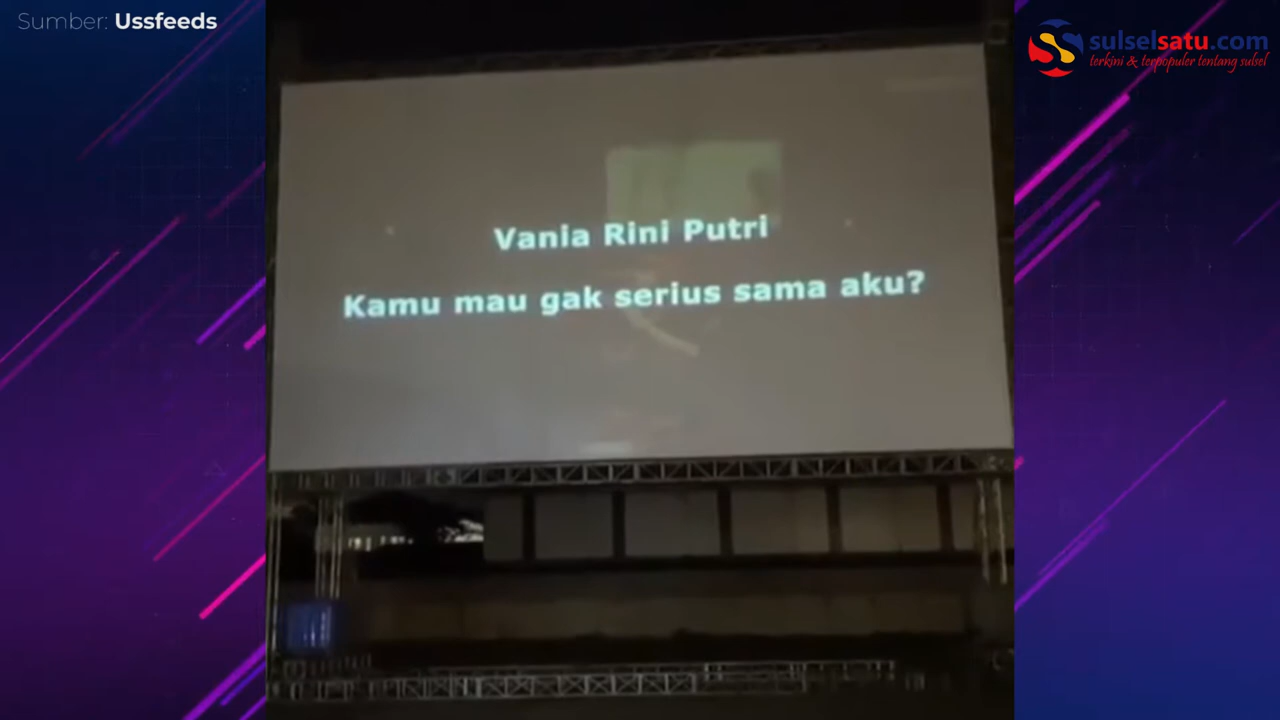 Sumber: Ussfeeds
sulselsatu.com
terkini & terpopuler tentang sulsel
Vania Rini Putri
Kamu mau gak serius sama aku?